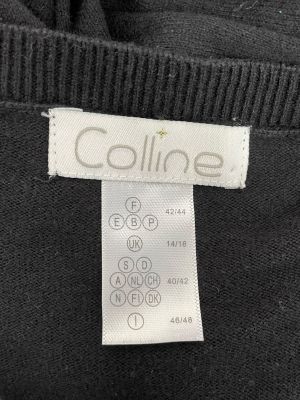 Colline
F
E B P 42/44
UK 14/16
S D
A NL CH 40/42
N FI DK
I 46/48